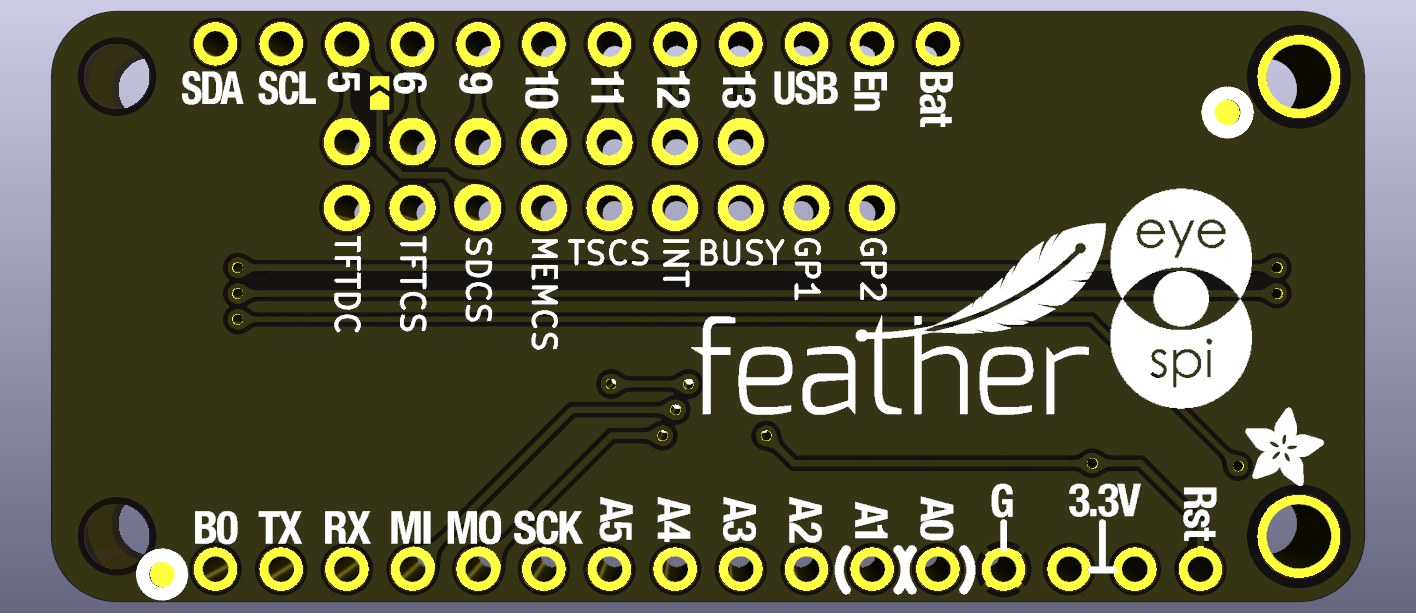 SDA SCL 5 6 9 10 11 12 13 USB En Bat
TFTDC TFTCS SDCS MEMCS TSCS INT BUSY GP1 GP2
eye
spi
feather
B0 TX RX MI MO SCK A5 A4 A3 A2 (A1) (A0) G 3.3V Rst